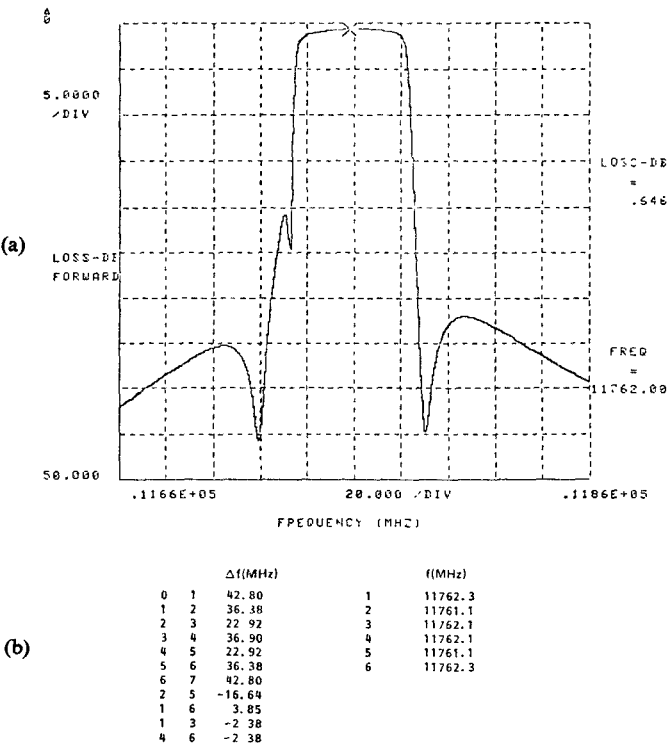 0
5.0000
/DIV
LOSS-DB
=
.646
(a)
LOSS-DB
FORWARD
FREQ
=
11762.00
50.000
.1166E+05 20.000 /DIV .1186E+05
FREQUENCY (MHZ)
(b)
Δf(MHz) f(MHz)
0 1 42.80 1 11762.3
1 2 36.38 2 11761.1
2 3 22 92 3 11762.1
3 4 36.90 4 11762.1
4 5 22.92 5 11761.1
5 6 36.38 6 11762.3
6 7 42.80
2 5 -16.64
1 6 3.85
1 3 -2 38
4 6 -2 38